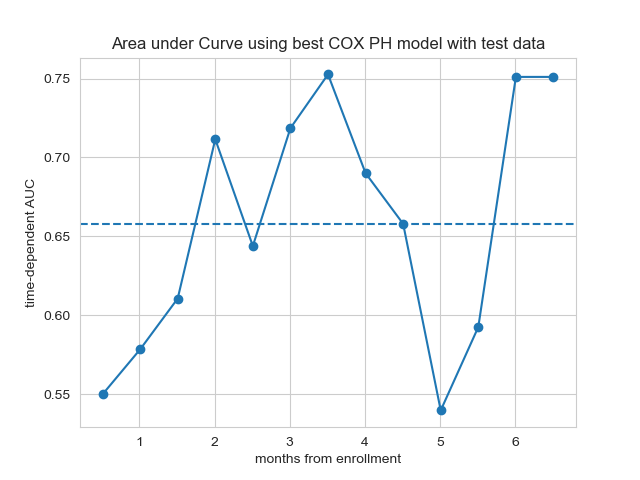 Area under Curve using best COX PH model with test data
time-dependent AUC
0.75
0.70
0.65
0.60
0.55
1 2 3 4 5 6
months from enrollment